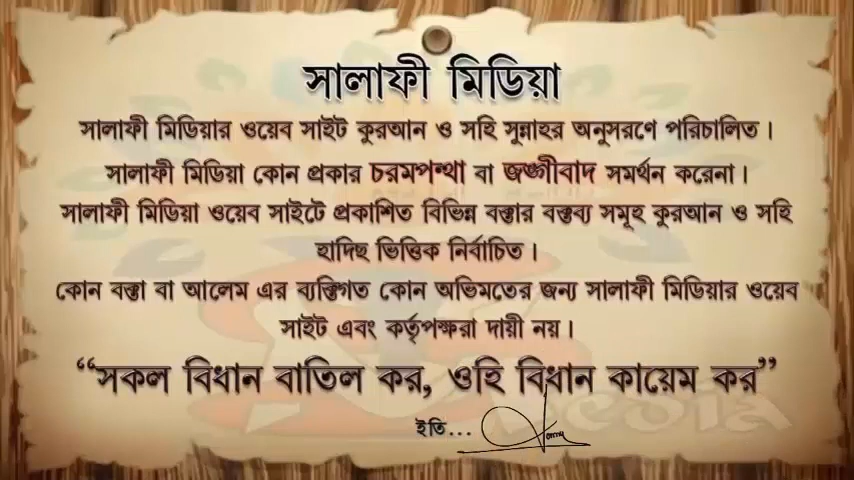 সালাফী মিডিয়া
সালাফী মিডিয়ার ওয়েব সাইট কুরআন ও সহি সুন্নাহর অনুসরণে পরিচালিত।
সালাফী মিডিয়া কোন প্রকার চরমপন্থা বা জঙ্গীবাদ সমর্থন করেনা।
সালাফী মিডিয়া ওয়েব সাইটে প্রকাশিত বিভিন্ন বক্তার বক্তব্য সমূহ কুরআন ও সহি
হাদিছ ভিত্তিক নির্বাচিত।
কোন বক্তা বা আলেম এর ব্যক্তিগত কোন অভিমতের জন্য সালাফী মিডিয়ার ওয়েব
সাইট এবং কর্তৃপক্ষরা দায়ী নয়।
“সকল বিধান বাতিল কর, ওহি বিধান কায়েম কর”
ইতি...